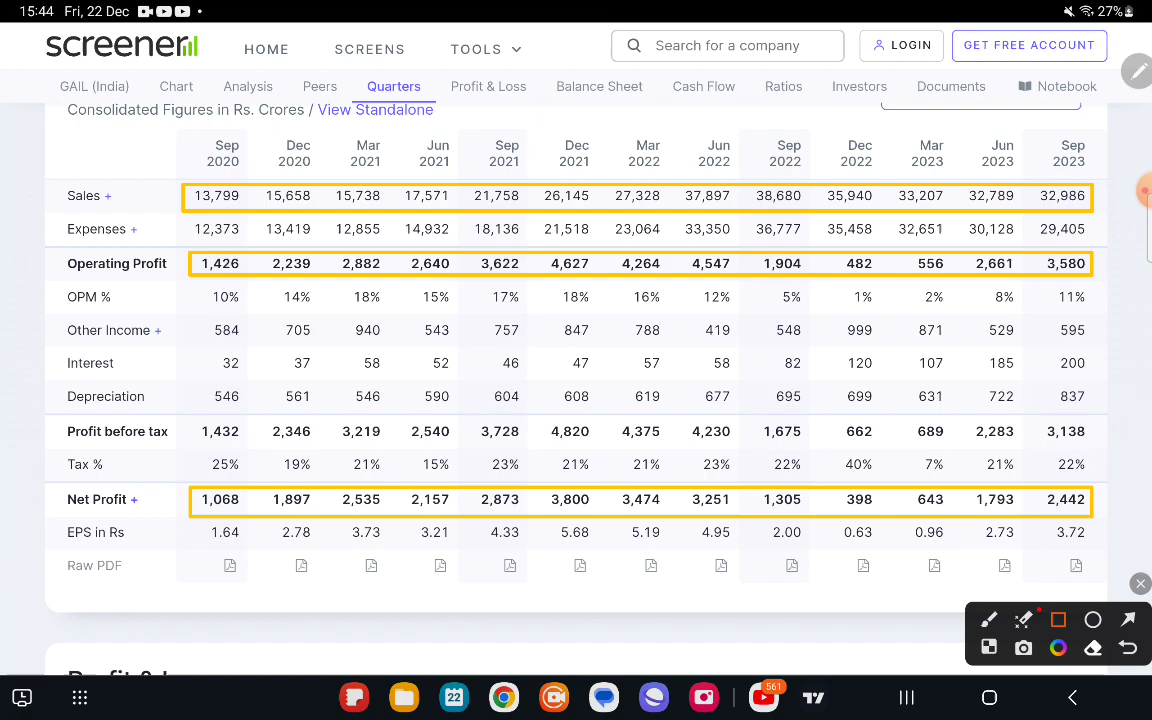 15:44 Fri, 22 Dec 27%
screener HOME SCREENS TOOLS Search for a company LOGIN GET FREE ACCOUNT
GAIL (India) Chart Analysis Peers Quarters Profit & Loss Balance Sheet Cash Flow Ratios Investors Documents Notebook
Consolidated Figures in Rs. Crores / View Standalone
Sep Dec Mar Jun Sep Dec Mar Jun Sep Dec Mar Jun Sep
2020 2020 2021 2021 2021 2021 2022 2022 2022 2022 2023 2023 2023
Sales + 13,799 15,658 15,738 17,571 21,758 26,145 27,328 37,897 38,680 35,940 33,207 32,789 32,986
Expenses + 12,373 13,419 12,855 14,932 18,136 21,518 23,064 33,350 36,777 35,458 32,651 30,128 29,405
Operating Profit 1,426 2,239 2,882 2,640 3,622 4,627 4,264 4,547 1,904 482 556 2,661 3,580
OPM % 10% 14% 18% 15% 17% 18% 16% 12% 5% 1% 2% 8% 11%
Other Income + 584 705 940 543 757 847 788 419 548 999 871 529 595
Interest 32 37 58 52 46 47 57 58 82 120 107 185 200
Depreciation 546 561 546 590 604 608 619 677 695 699 631 722 837
Profit before tax 1,432 2,346 3,219 2,540 3,728 4,820 4,375 4,230 1,675 662 689 2,283 3,138
Tax % 25% 19% 21% 15% 23% 21% 21% 23% 22% 40% 7% 21% 22%
Net Profit + 1,068 1,897 2,535 2,157 2,873 3,800 3,474 3,251 1,305 398 643 1,793 2,442
EPS in Rs 1.64 2.78 3.73 3.21 4.33 5.68 5.19 4.95 2.00 0.63 0.96 2.73 3.72
Raw PDF
22 561